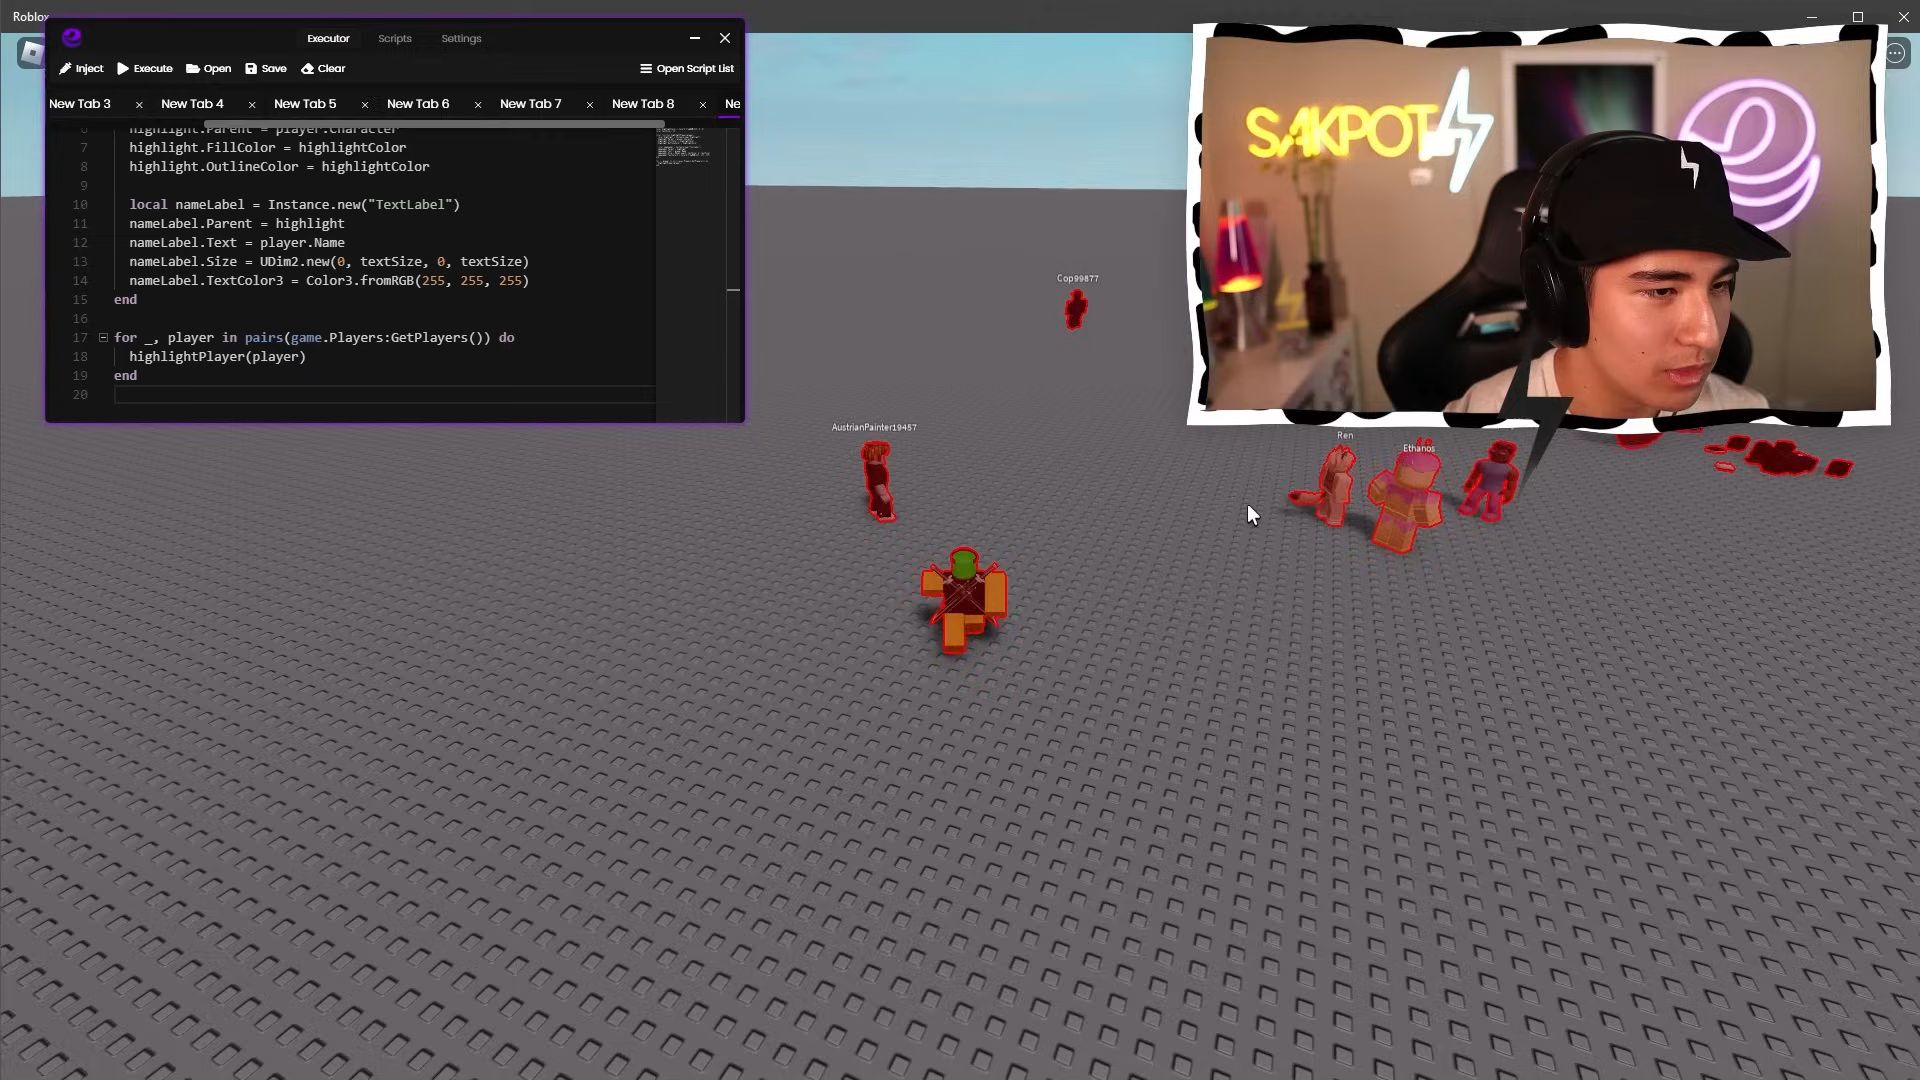 Roblox
Executor Scripts Settings
Inject Execute Open Save Clear Open Script List
New Tab 3 × New Tab 4 × New Tab 5 × New Tab 6 × New Tab 7 × New Tab 8 × Ne
6 highlight.Parent = player.Character
7 highlight.FillColor = highlightColor
8 highlight.OutlineColor = highlightColor
9
10 local nameLabel = Instance.new("TextLabel")
11 nameLabel.Parent = highlight
12 nameLabel.Text = player.Name
13 nameLabel.Size = UDim2.new(0, textSize, 0, textSize)
14 nameLabel.TextColor3 = Color3.fromRGB(255, 255, 255)
15 end
16
17 for _, player in pairs(game.Players:GetPlayers()) do
18 highlightPlayer(player)
19 end
20
SAKPOT
Cop99877
AustrianPainter19457
Ren
Ethanos